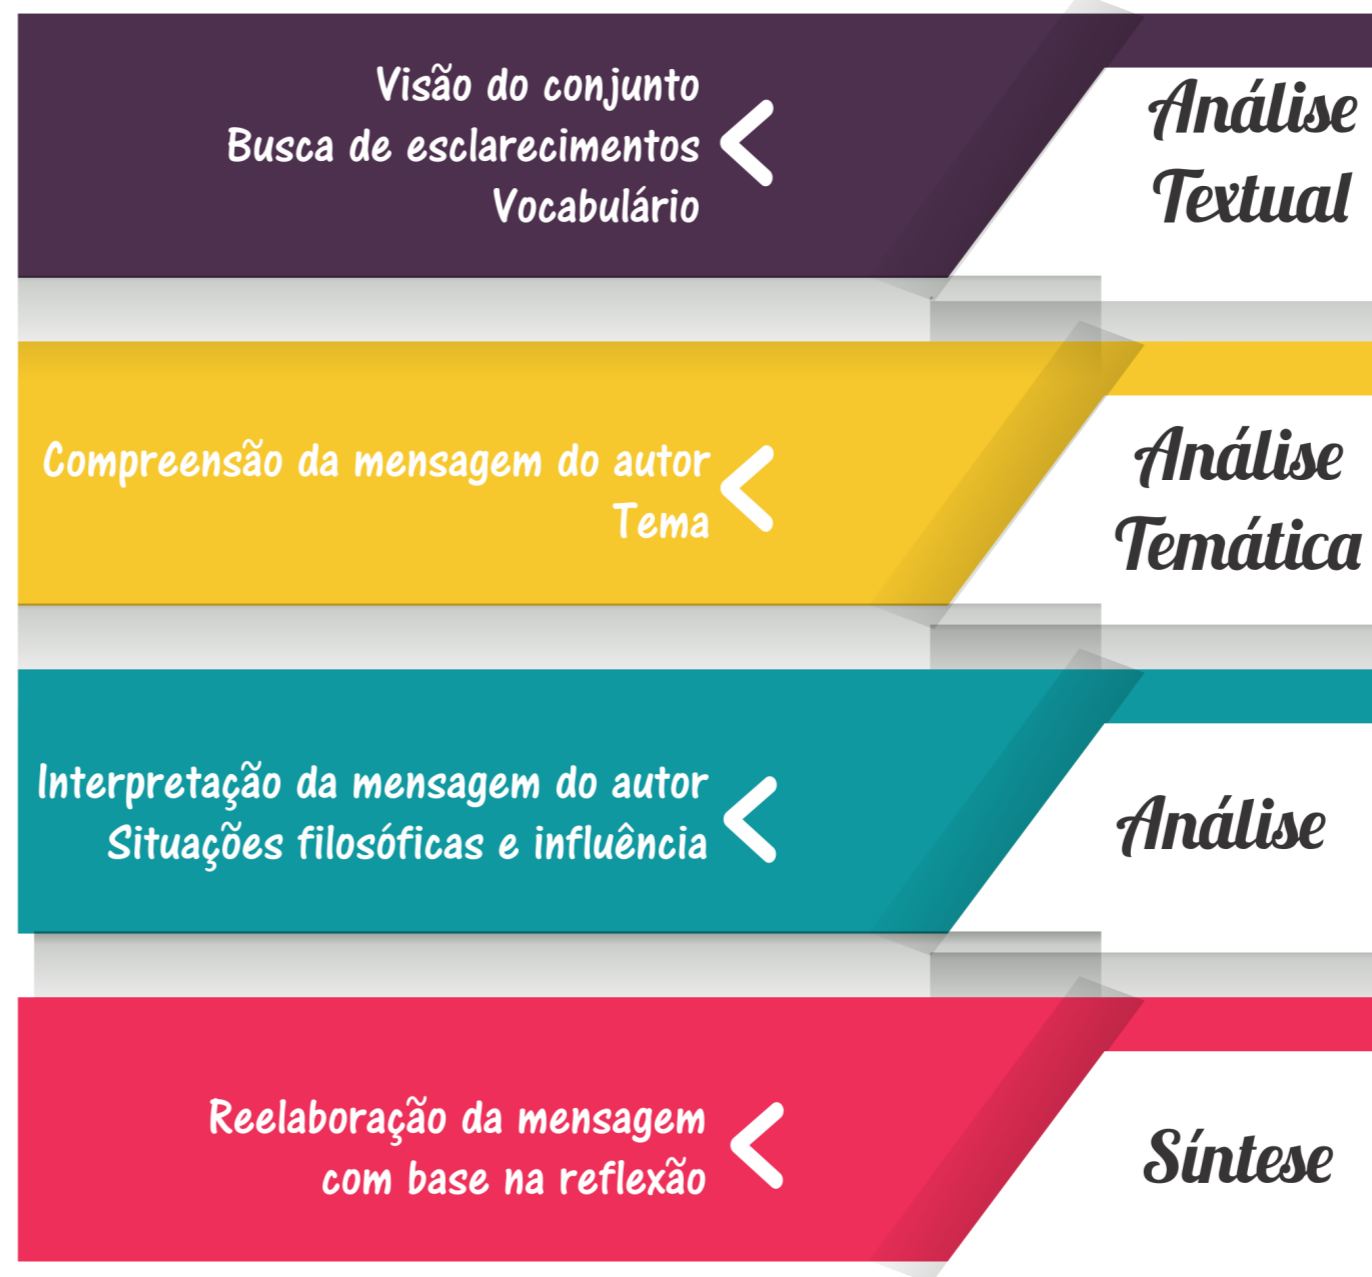 Visão do conjunto
Busca de esclarecimentos
Vocabulário
Análise
Textual
Compreensão da mensagem do autor
Tema
Análise
Temática
Interpretação da mensagem do autor
Situações filosóficas e influência
Análise
Reelaboração da mensagem
com base na reflexão
Síntese